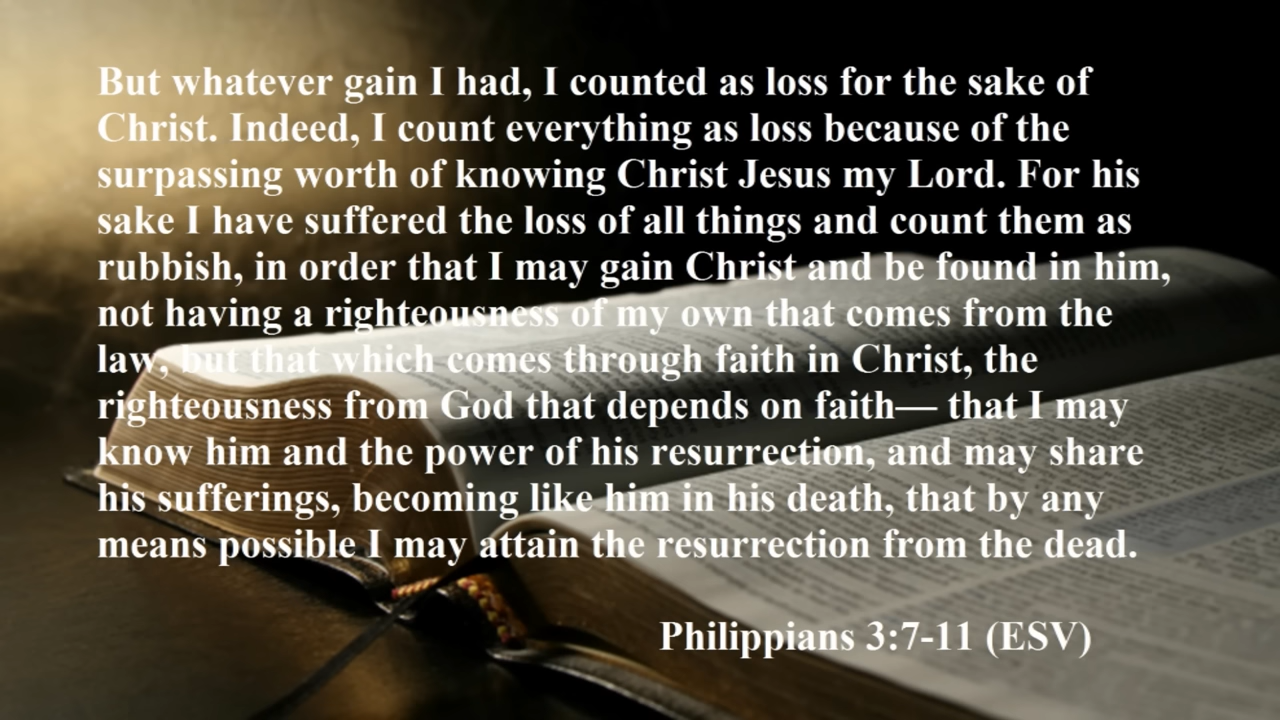 But whatever gain I had, I counted as loss for the sake of
Christ. Indeed, I count everything as loss because of the
surpassing worth of knowing Christ Jesus my Lord. For his
sake I have suffered the loss of all things and count them as
rubbish, in order that I may gain Christ and be found in him,
not having a righteousness of my own that comes from the
law, but that which comes through faith in Christ, the
righteousness from God that depends on faith— that I may
know him and the power of his resurrection, and may share
his sufferings, becoming like him in his death, that by any
means possible I may attain the resurrection from the dead.
Philippians 3:7-11 (ESV)